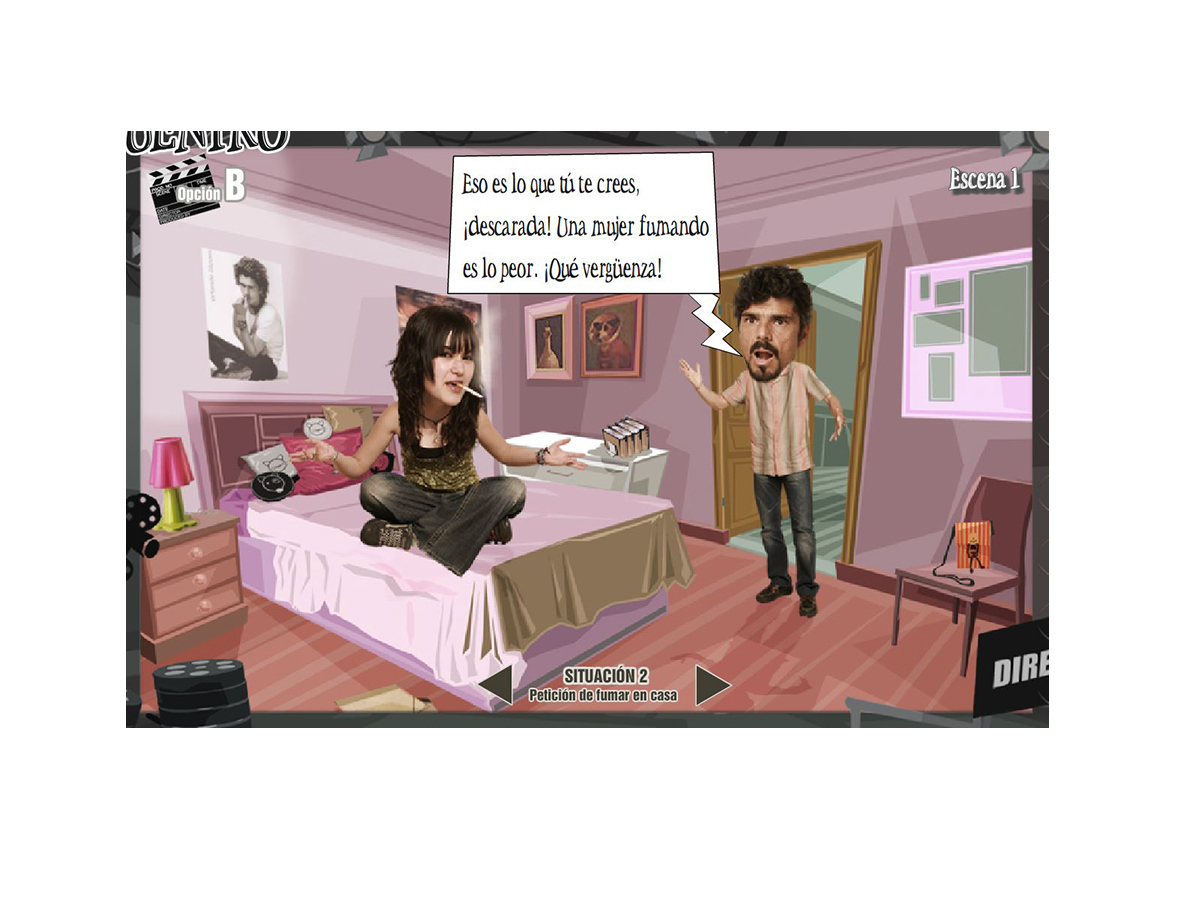 Opción B
Escena 1
Eso es lo que tú te crees,
¡descarada! Una mujer fumando
es lo peor. ¡Qué vergüenza!
SITUACIÓN 2
Petición de fumar en casa
DIRE